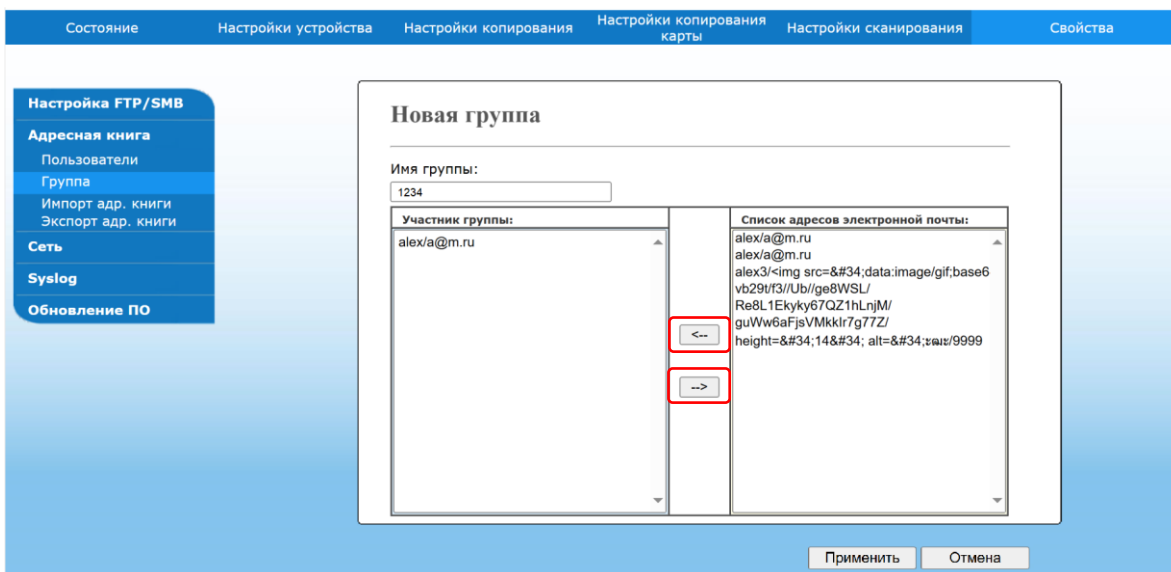 Состояние
Настройки устройства
Настройки копирования
Настройки копирования
карты
Настройки сканирования
Свойства
Настройка FTP/SMB
Адресная книга
Пользователи
Группа
Импорт адр. книги
Экспорт адр. книги
Сеть
Syslog
Обновление ПО
Новая группа
Имя группы:
1234
Участник группы:
alex/a@m.ru
<--
-->
Список адресов электронной почты:
alex/a@m.ru
alex/a@m.ru
alex3/<img src=&#34;data:image/gif;base6
vb29t/f3//Ub//ge8WSL/
Re8L1Ekyky67QZ1hLnjM/
guWw6aFjsVMkkIr7g77Z/
height=&#34;14&#34; alt=&#34;/9999
Применить
Отмена